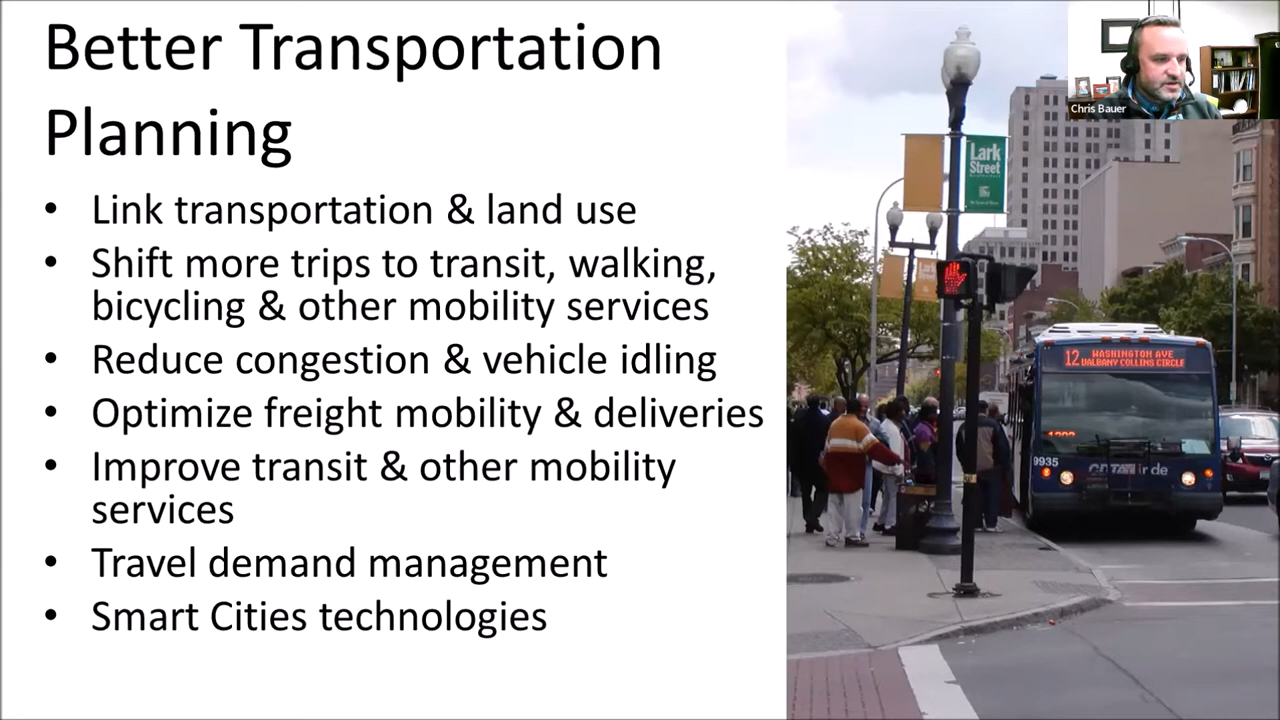 Better Transportation
Planning
• Link transportation & land use
• Shift more trips to transit, walking,
bicycling & other mobility services
• Reduce congestion & vehicle idling
• Optimize freight mobility & deliveries
• Improve transit & other mobility
services
• Travel demand management
• Smart Cities technologies
Chris Bauer
Lark
Street
12 WASHINGTON AVE
UALBANY COLLINS CIRCLE
9935
CDTA